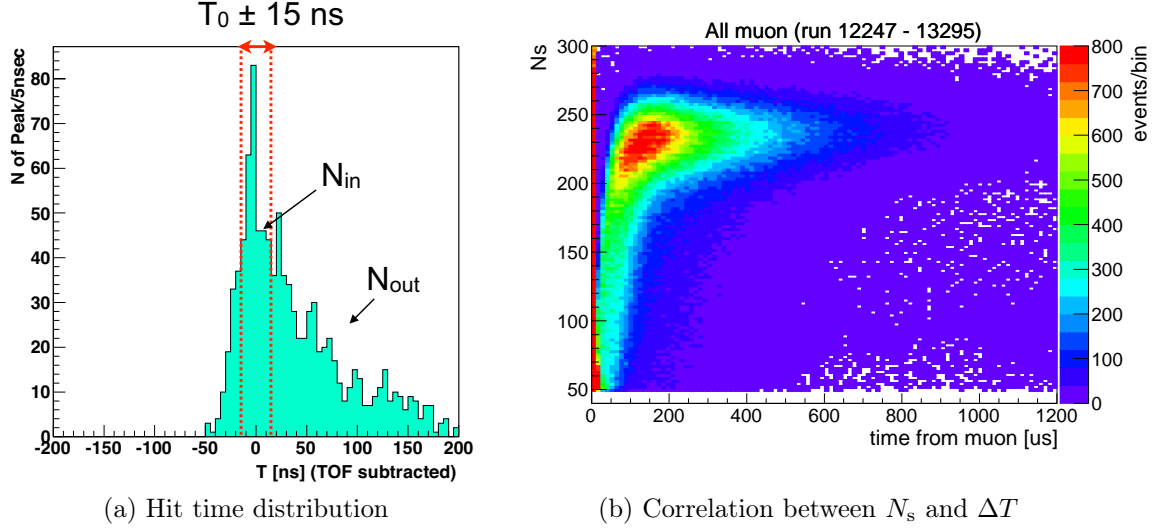 T₀ ± 15 ns
N of Peak/5nsec
80
70
60
50
40
30
20
10
0
-200 -150 -100 -50 0 50 100 150 200
T [ns] (TOF subtracted)
N_in
N_out
(a) Hit time distribution
All muon (run 12247 - 13295)
Ns
300
250
200
150
100
50
0 200 400 600 800 1000 1200
time from muon [us]
800
700
600
500
400
300
200
100
0
events/bin
(b) Correlation between N_s and ΔT